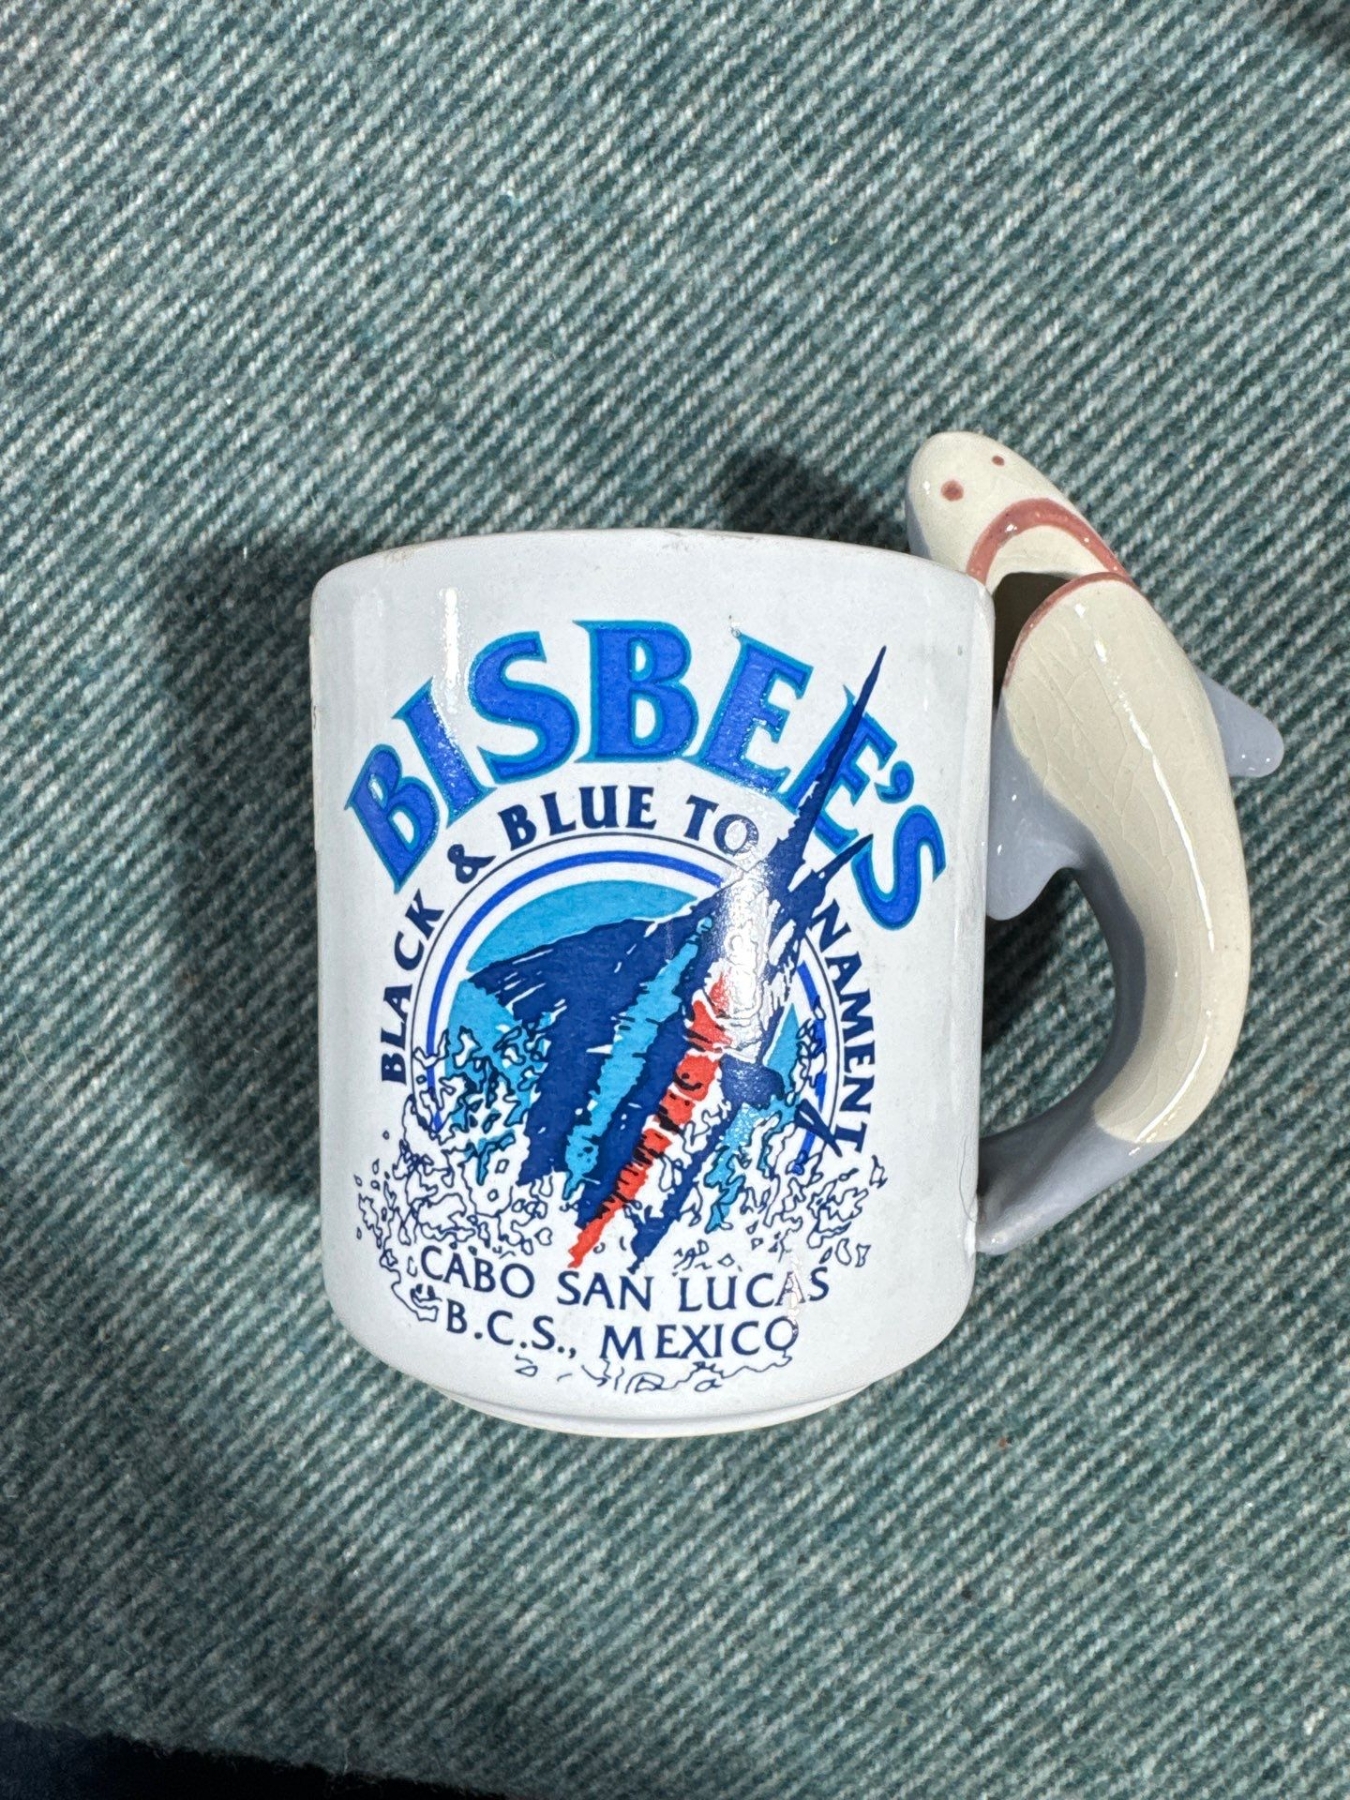 BISBEE'S
BLACK & BLUE TOURNAMENT
CABO SAN LUCAS
B.C.S., MEXICO